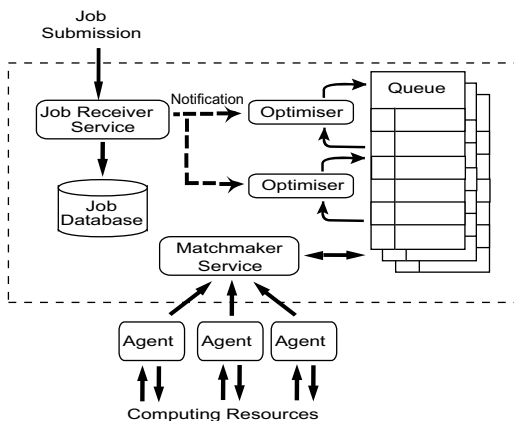 Job
Submission
Job Receiver
Service
Notification
Optimiser
Queue
Job
Database
Optimiser
Matchmaker
Service
Agent
Agent
Agent
Computing Resources